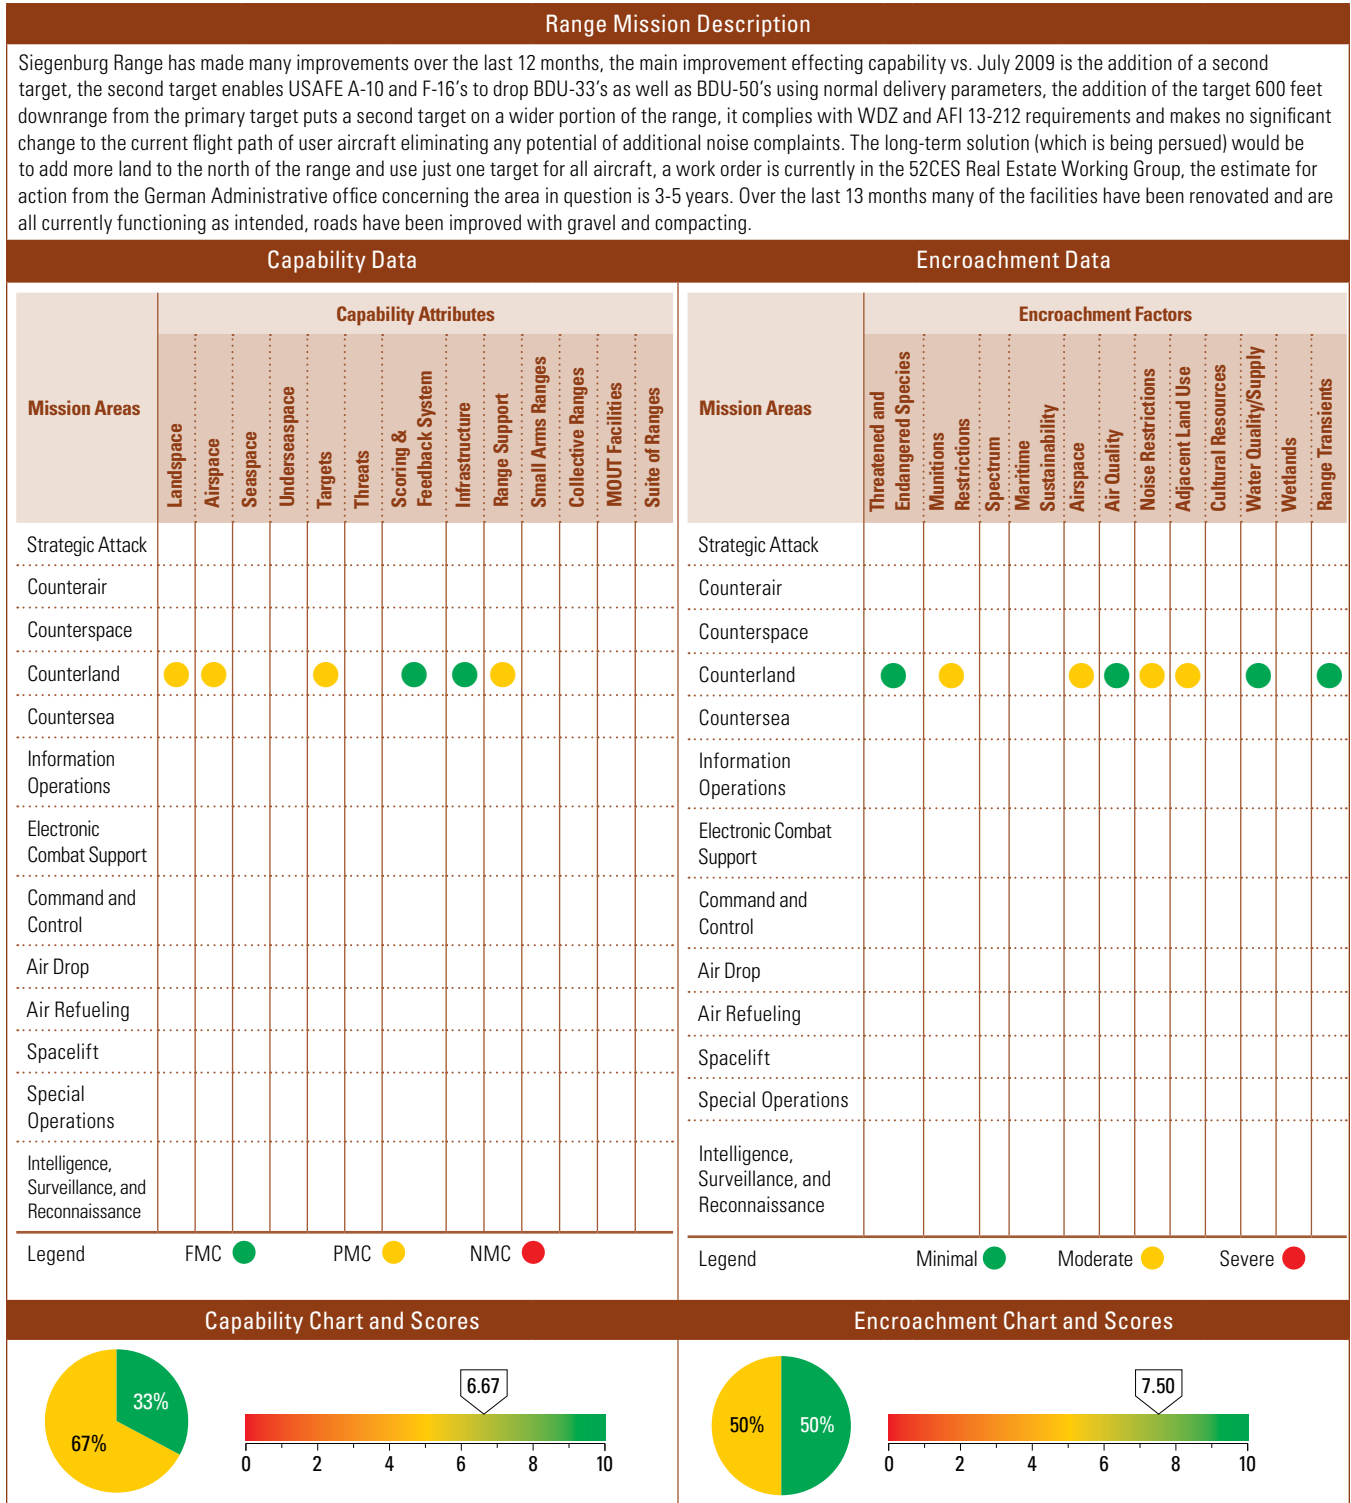 Range Mission Description
Siegenburg Range has made many improvements over the last 12 months, the main improvement effecting capability vs. July 2009 is the addition of a second
target, the second target enables USAFE A-10 and F-16's to drop BDU-33's as well as BDU-50's using normal delivery parameters, the addition of the target 600 feet
downrange from the primary target puts a second target on a wider portion of the range, it complies with WDZ and AFI 13-212 requirements and makes no significant
change to the current flight path of user aircraft eliminating any potential of additional noise complaints. The long-term solution (which is being persued) would be
to add more land to the north of the range and use just one target for all aircraft, a work order is currently in the 52CES Real Estate Working Group, the estimate for
action from the German Administrative office concerning the area in question is 3-5 years. Over the last 13 months many of the facilities have been renovated and are
all currently functioning as intended, roads have been improved with gravel and compacting.
Capability Data
Mission Areas
Capability Attributes
Landspace
Airspace
Seaspace
Underseaspace
Targets
Threats
Scoring &
Feedback System
Infrastructure
Range Support
Small Arms Ranges
Collective Ranges
MOUT Facilities
Suite of Ranges
Strategic Attack
Counterair
Counterspace
Counterland
Countersea
Information
Operations
Electronic
Combat Support
Command and
Control
Air Drop
Air Refueling
Spacelift
Special
Operations
Intelligence,
Surveillance, and
Reconnaissance
Legend FMC PMC NMC
Encroachment Data
Mission Areas
Encroachment Factors
Threatened and
Endangered Species
Munitions
Restrictions
Spectrum
Maritime
Sustainability
Airspace
Air Quality
Noise Restrictions
Adjacent Land Use
Cultural Resources
Water Quality/Supply
Wetlands
Range Transients
Strategic Attack
Counterair
Counterspace
Counterland
Countersea
Information
Operations
Electronic Combat
Support
Command and
Control
Air Drop
Air Refueling
Spacelift
Special Operations
Intelligence,
Surveillance, and
Reconnaissance
Legend Minimal Moderate Severe
Capability Chart and Scores
33%
67%
6.67
0 2 4 6 8 10
Encroachment Chart and Scores
50% 50%
7.50
0 2 4 6 8 10